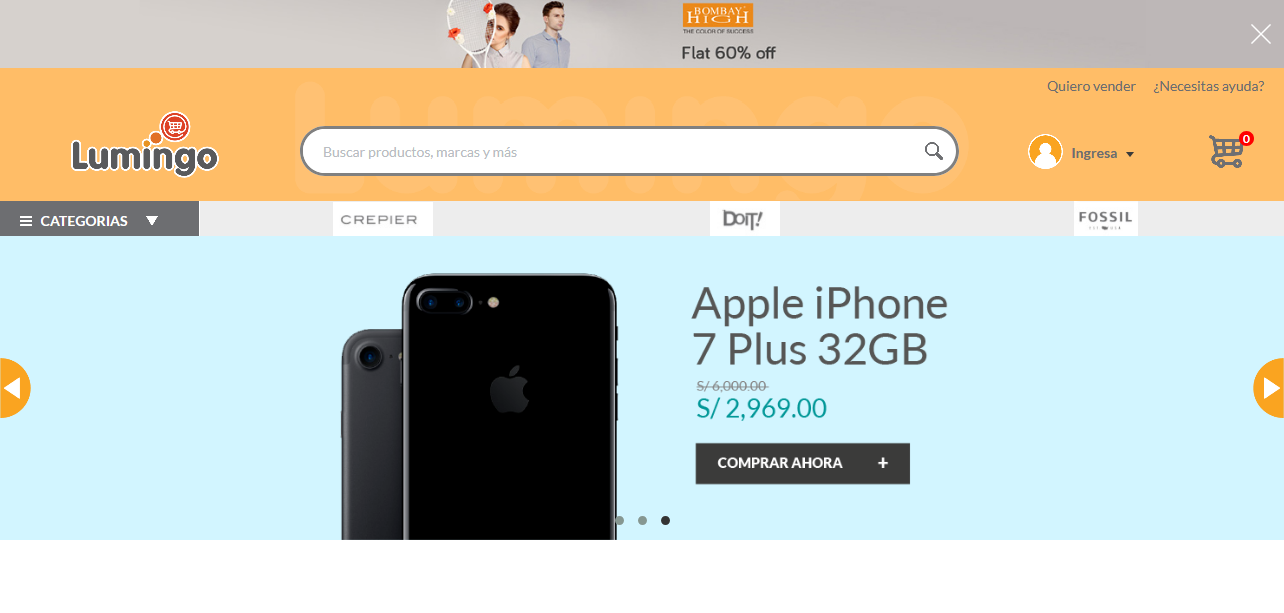 BOMBAY
HIGH
THE COLOR OF SUCCESS
Flat 60% off
Quiero vender ¿Necesitas ayuda?
Lumingo
Lumingo
Buscar productos, marcas y más
Ingresa
0
CATEGORIAS
CREPIER
DOIT!
FOSSIL
Apple iPhone
7 Plus 32GB
S/ 6,000.00
S/ 2,969.00
COMPRAR AHORA +